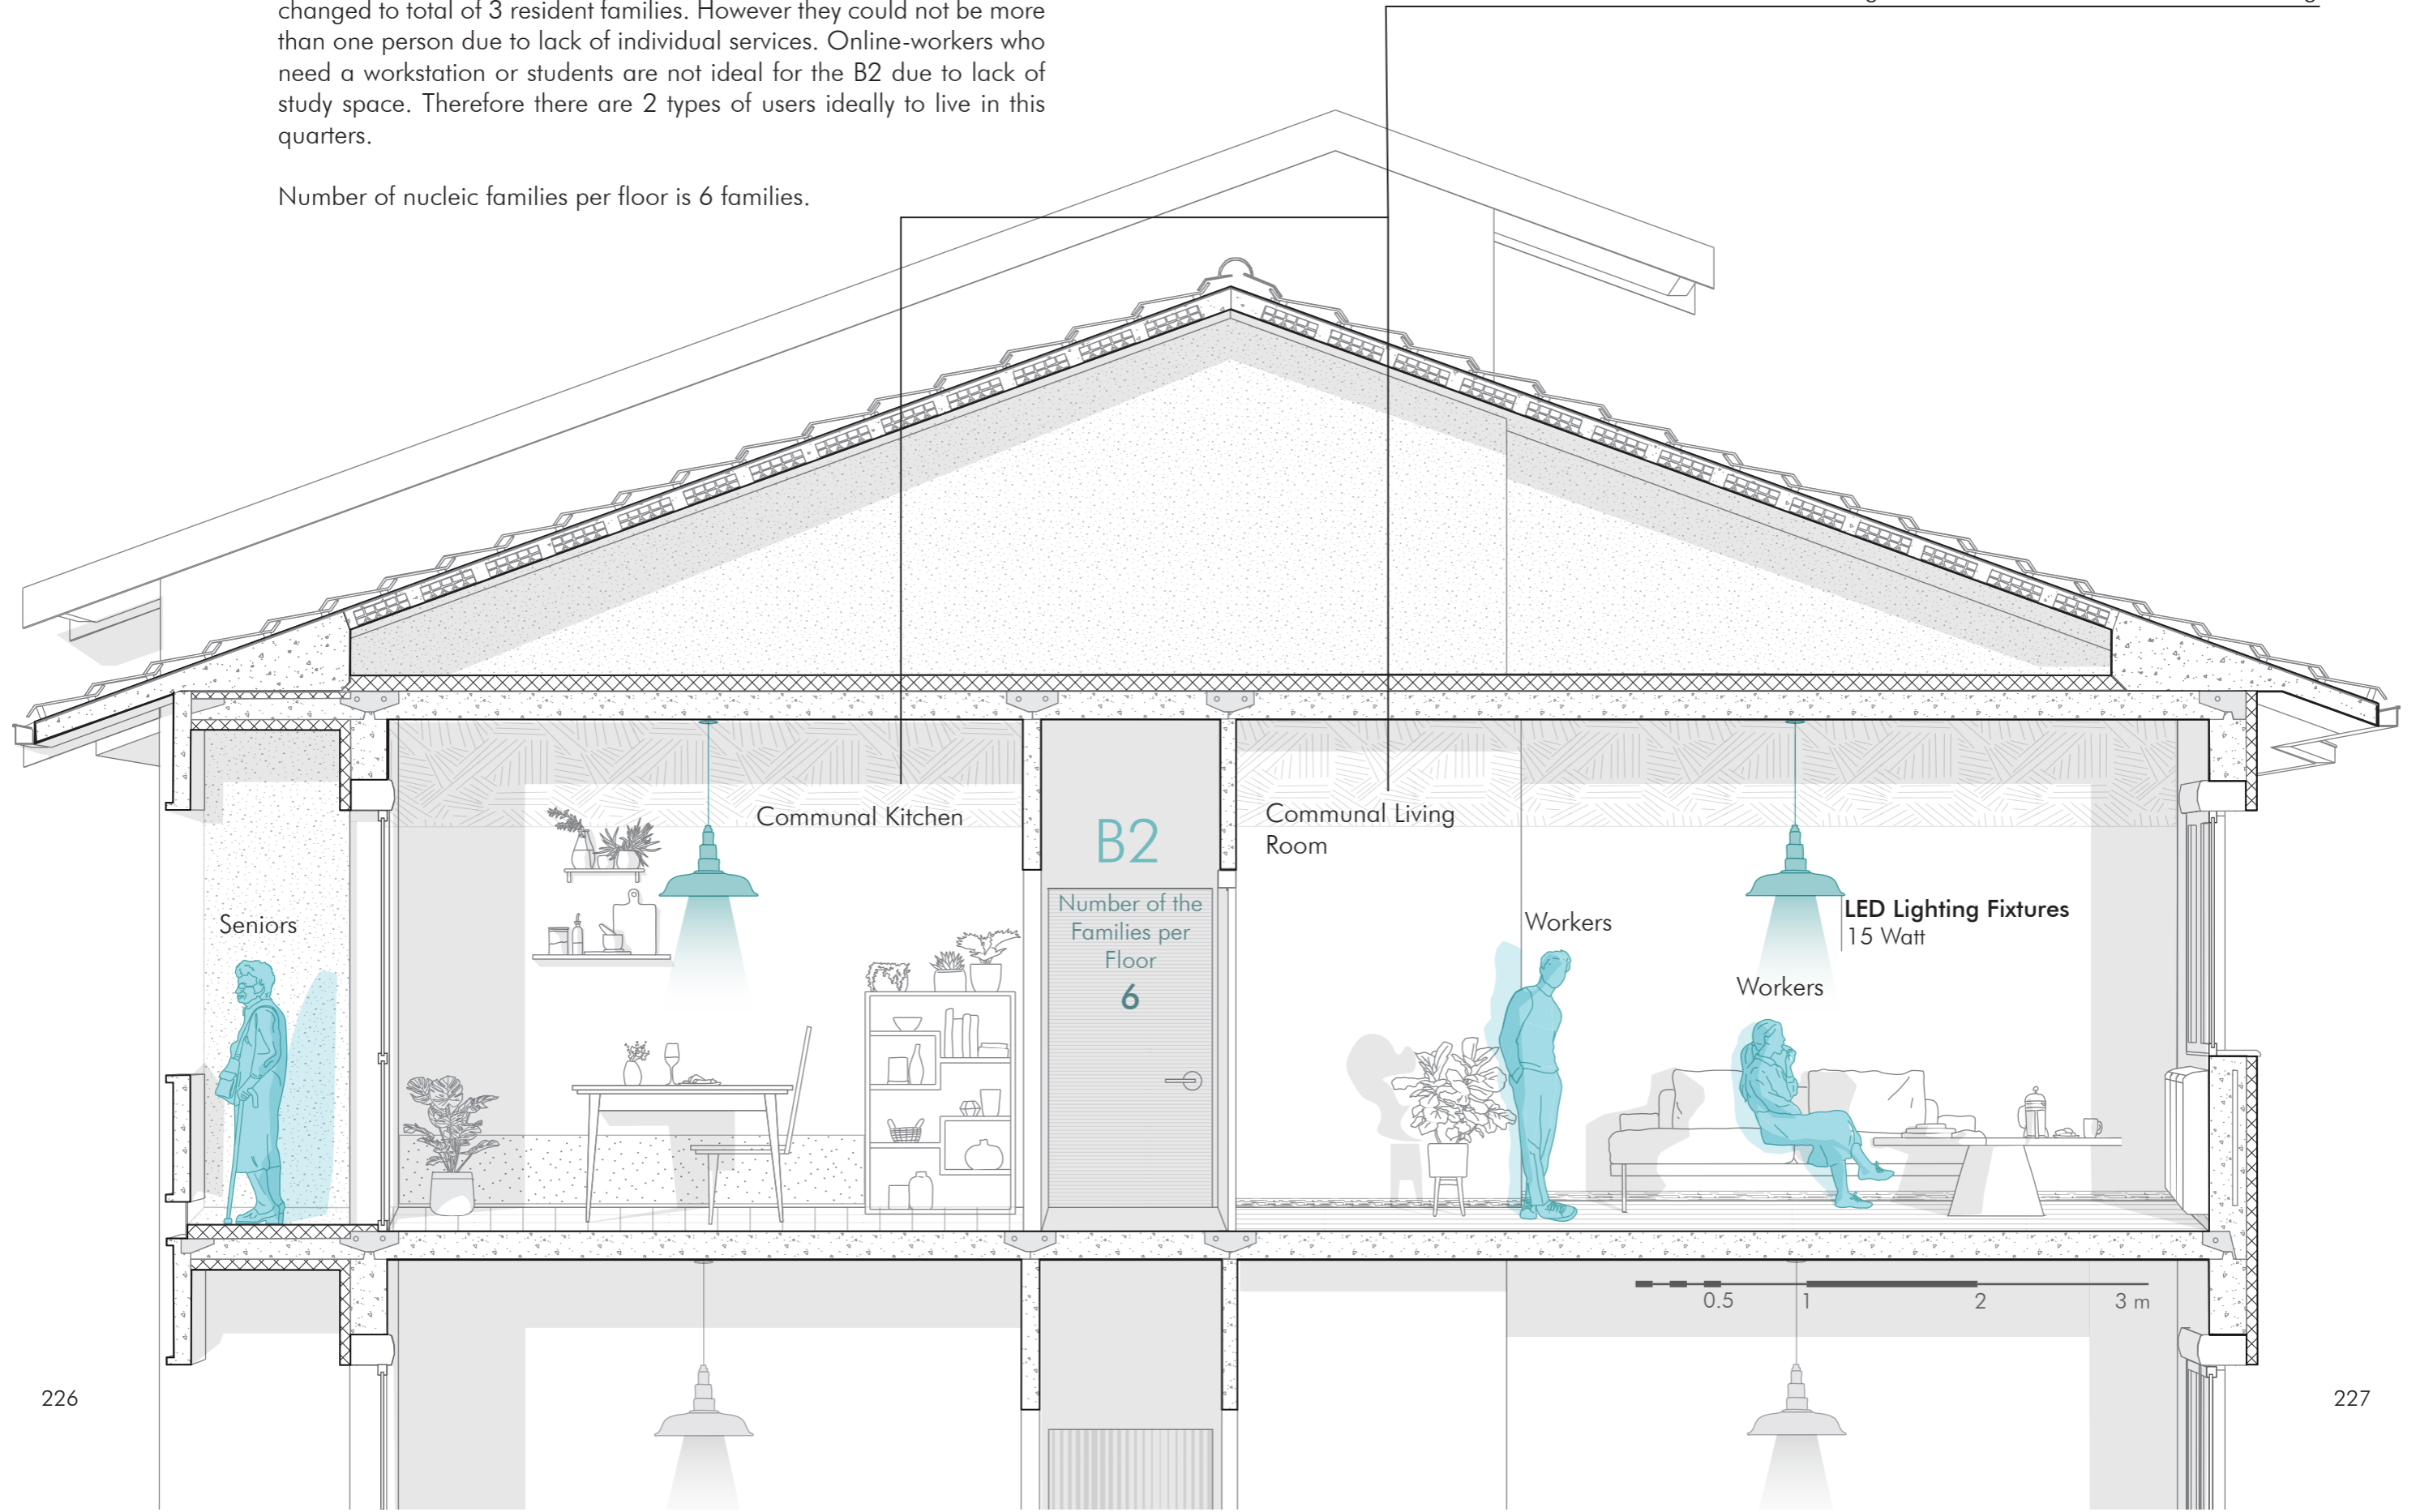 changed to total of 3 resident families. However they could not be more
than one person due to lack of individual services. Online-workers who
need a workstation or students are not ideal for the B2 due to lack of
study space. Therefore there are 2 types of users ideally to live in this
quarters.
Number of nucleic families per floor is 6 families.
Communal Kitchen
B2
Number of the
Families per
Floor
6
Communal Living
Room
Seniors
Workers
LED Lighting Fixtures
15 Watt
Workers
0.5 1 2 3 m
226
227